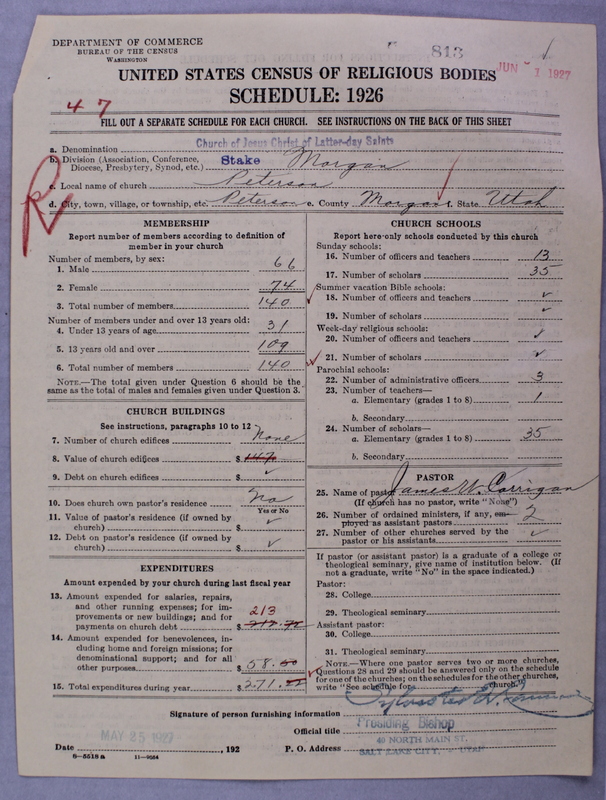 DEPARTMENT OF COMMERCE
BUREAU OF THE CENSUS
WASHINGTON
813
JUN 1 1927
UNITED STATES CENSUS OF RELIGIOUS BODIES
SCHEDULE: 1926
47
FILL OUT A SEPARATE SCHEDULE FOR EACH CHURCH. SEE INSTRUCTIONS ON THE BACK OF THIS SHEET
a. Denomination Church of Jesus Christ of Latter-day Saints
b. Division (Association, Conference, Diocese, Presbytery, Synod, etc.) Stake Morgan
c. Local name of church Peterson
R
d. City, town, village, or township, etc. Peterson e. County Morgan f. State Utah
MEMBERSHIP
Report number of members according to definition of
member in your church
Number of members, by sex:
1. Male 66
2. Female 74
3. Total number of members 140
Number of members under and over 13 years old:
4. Under 13 years of age 31
5. 13 years old and over 109
6. Total number of members 140
NOTE.—The total given under Question 6 should be the
same as the total of males and females given under Question 3.
CHURCH BUILDINGS
See instructions, paragraphs 10 to 12
7. Number of church edifices None
8. Value of church edifices $ 147
9. Debt on church edifices $ ✓
10. Does church own pastor's residence No
Yes or No
11. Value of pastor's residence (if owned by
church) $ ✓
12. Debt on pastor's residence (if owned by
church) $ ✓
EXPENDITURES
Amount expended by your church during last fiscal year
13. Amount expended for salaries, repairs,
and other running expenses; for im-
provements or new buildings; and for
payments on church debt $ 213
14. Amount expended for benevolences, in-
cluding home and foreign missions; for
denominational support; and for all
other purposes $ 58.
15. Total expenditures during year $ 271.
CHURCH SCHOOLS
Report here only schools conducted by this church
Sunday schools:
16. Number of officers and teachers 13
17. Number of scholars 35
Summer vacation Bible schools:
18. Number of officers and teachers ✓
19. Number of scholars ✓
Week-day religious schools:
20. Number of officers and teachers ✓
21. Number of scholars ✓
Parochial schools:
22. Number of administrative officers 3
23. Number of teachers—
a. Elementary (grades 1 to 8) 1
b. Secondary
24. Number of scholars—
a. Elementary (grades 1 to 8) 35
b. Secondary
PASTOR
25. Name of pastor James W. Carrigan
(If church has no pastor, write "None")
26. Number of ordained ministers, if any, em-
ployed as assistant pastors 2
27. Number of other churches served by the
pastor or his assistants ✓
If pastor (or assistant pastor) is a graduate of a college or
theological seminary, give name of institution below. (If
not a graduate, write "No" in the space indicated.)
Pastor:
28. College
29. Theological seminary
Assistant pastor:
30. College
31. Theological seminary
NOTE.—Where one pastor serves two or more churches,
Questions 28 and 29 should be answered only on the schedule
for one of the churches; on the schedules for the other churches,
write "See schedule for church."
Signature of person furnishing information Sylvester Q.
Official title Presiding Bishop
Date MAY 25 1927, 192 P. O. Address 40 NORTH MAIN ST.
SALT LAKE CITY, UTAH
8—5518a 11—9564